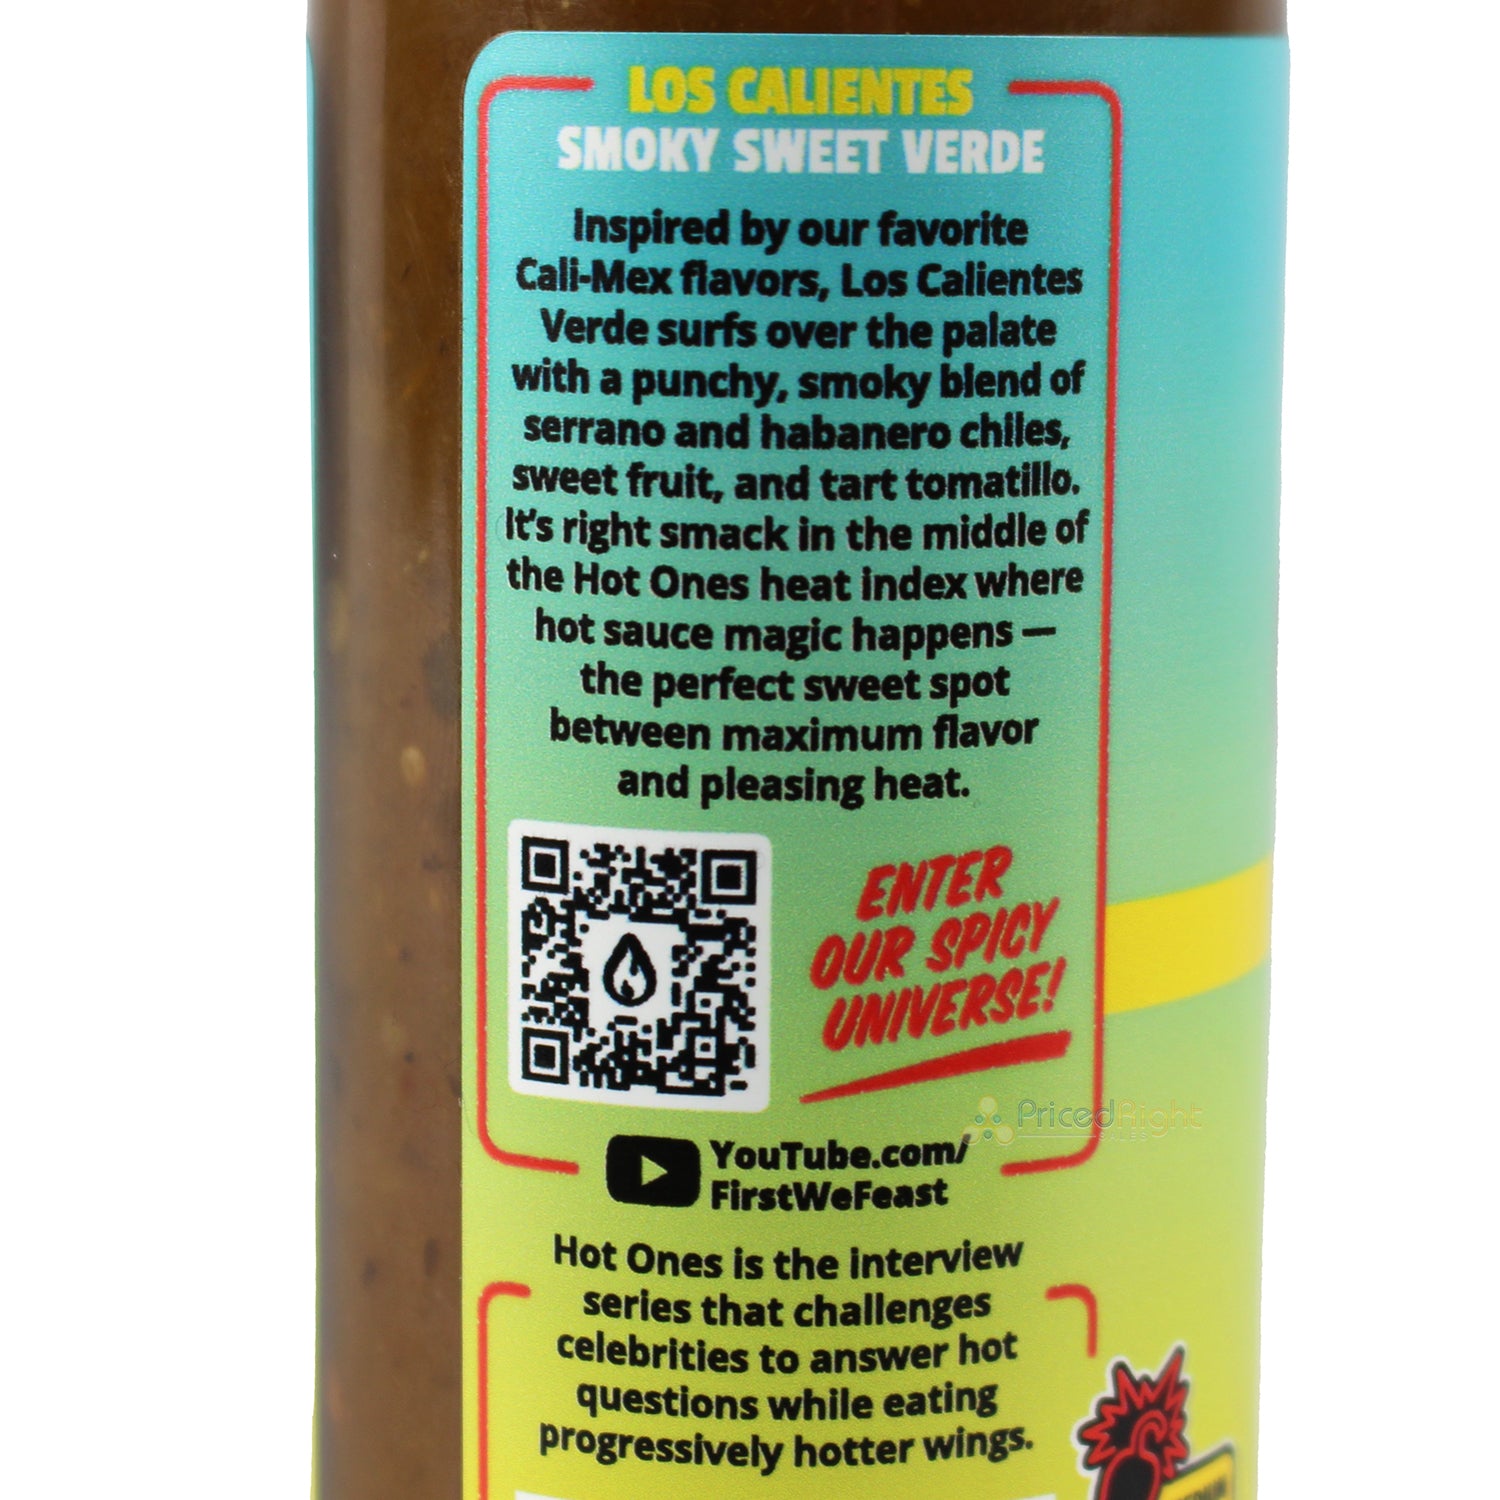 LOS CALIENTES
SMOKY SWEET VERDE
Inspired by our favorite
Cali-Mex flavors, Los Calientes
Verde surfs over the palate
with a punchy, smoky blend of
serrano and habanero chiles,
sweet fruit, and tart tomatillo.
It's right smack in the middle of
the Hot Ones heat index where
hot sauce magic happens —
the perfect sweet spot
between maximum flavor
and pleasing heat.
ENTER
OUR SPICY
UNIVERSE!
PricedRight
SALES
YouTube.com/
FirstWeFeast
Hot Ones is the interview
series that challenges
celebrities to answer hot
questions while eating
progressively hotter wings.